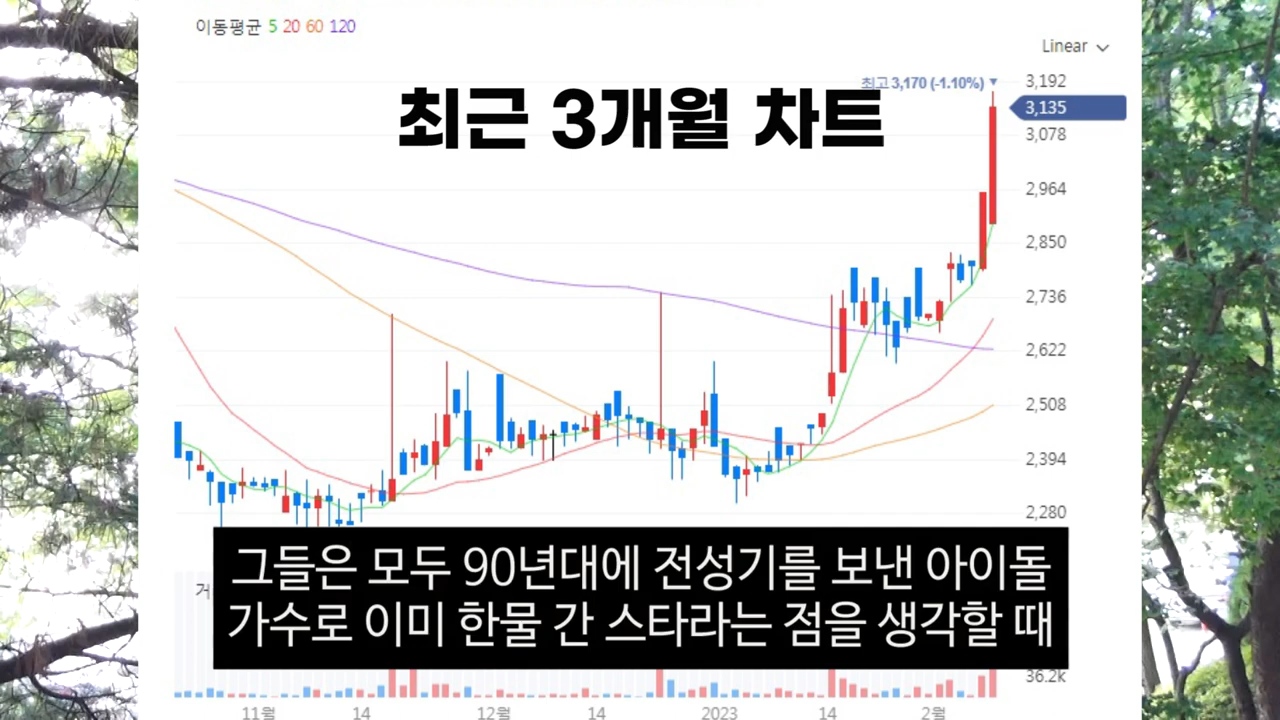 이동평균 5 20 60 120
Linear
최고 3,170 (-1.10%)
최근 3개월 차트
3,192
3,135
3,078
2,964
2,850
2,736
2,622
2,508
2,394
2,280
그들은 모두 90년대에 전성기를 보낸 아이돌
가수로 이미 한물 간 스타라는 점을 생각할 때
36.2k
11월 14 12월 14 2023 14 2월